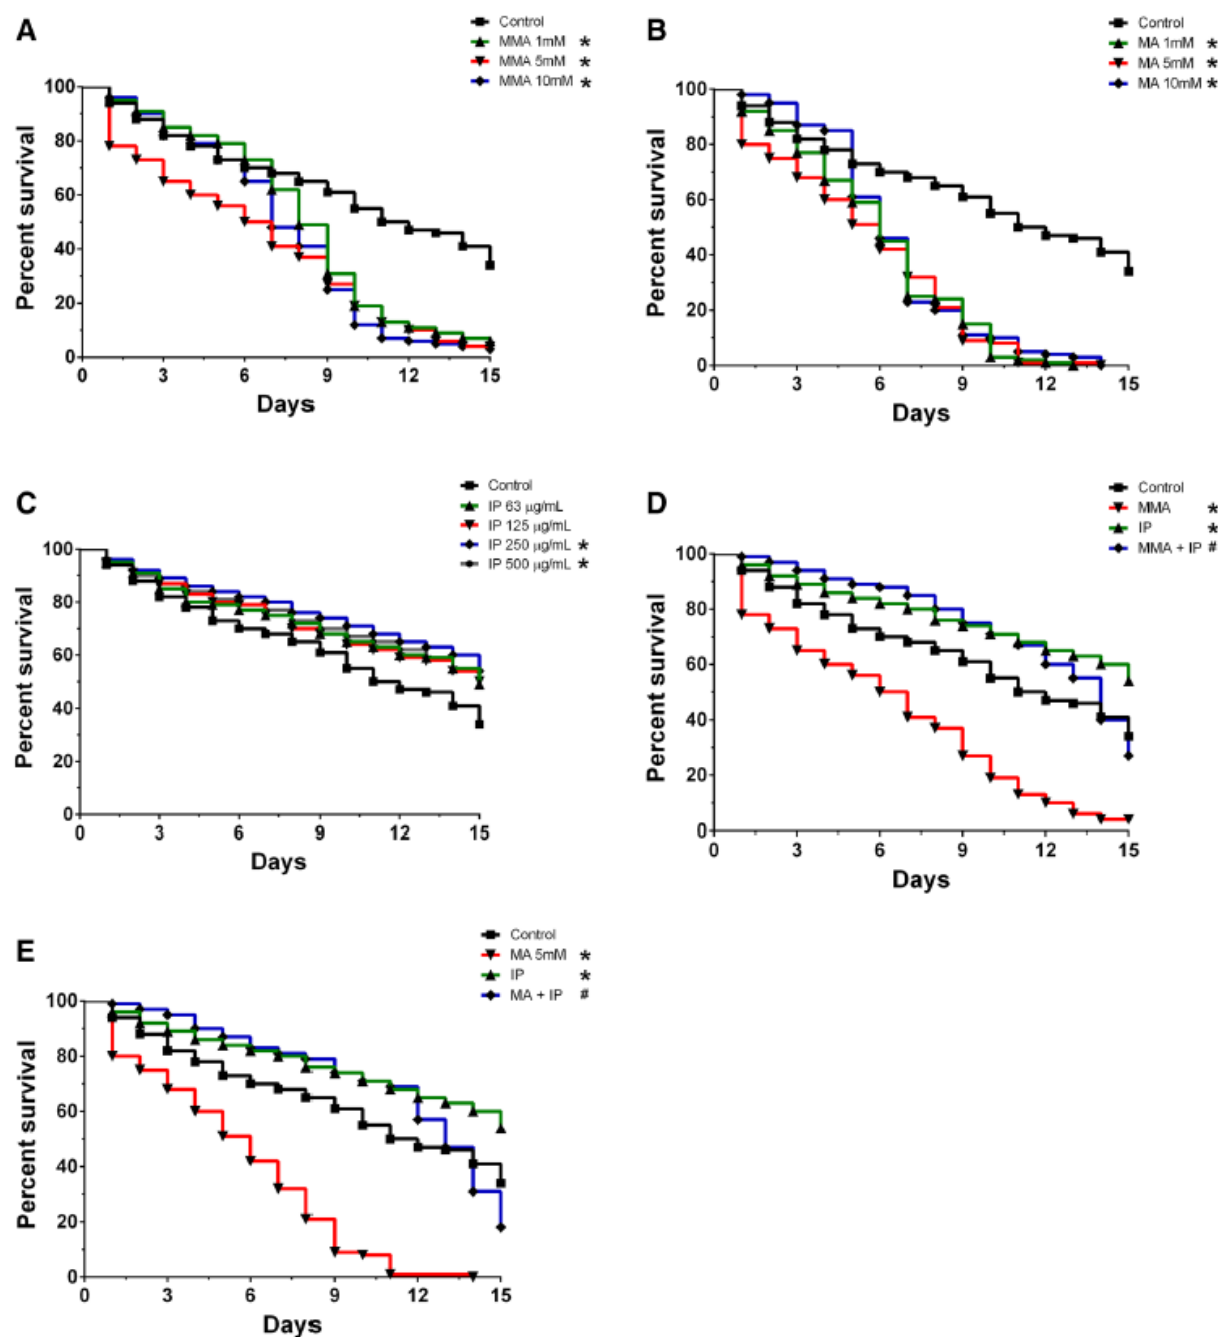 A
Control
MMA 1mM *
MMA 5mM *
MMA 10mM *
Percent survival
100
80
60
40
20
0
0 3 6 9 12 15
Days
B
Control
MA 1mM *
MA 5mM *
MA 10mM *
Percent survival
100
80
60
40
20
0
0 3 6 9 12 15
Days
C
Control
IP 63 µg/mL
IP 125 µg/mL
IP 250 µg/mL *
IP 500 µg/mL *
Percent survival
100
80
60
40
20
0
0 3 6 9 12 15
Days
D
Control
MMA *
IP *
MMA + IP #
Percent survival
100
80
60
40
20
0
0 3 6 9 12 15
Days
E
Control
MA 5mM *
IP *
MA + IP #
Percent survival
100
80
60
40
20
0
0 3 6 9 12 15
Days